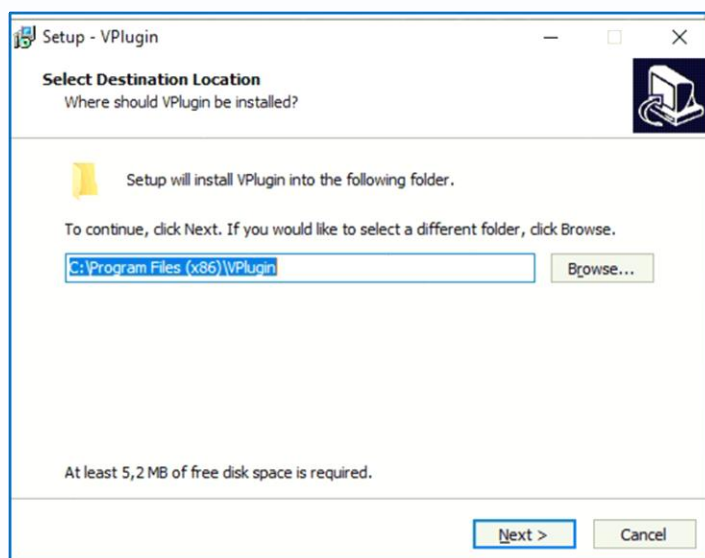 Setup - VPlugin
Select Destination Location
Where should VPlugin be installed?
Setup will install VPlugin into the following folder.
To continue, click Next. If you would like to select a different folder, click Browse.
C:\Program Files (x86)\VPlugin
Browse...
At least 5,2 MB of free disk space is required.
Next >
Cancel